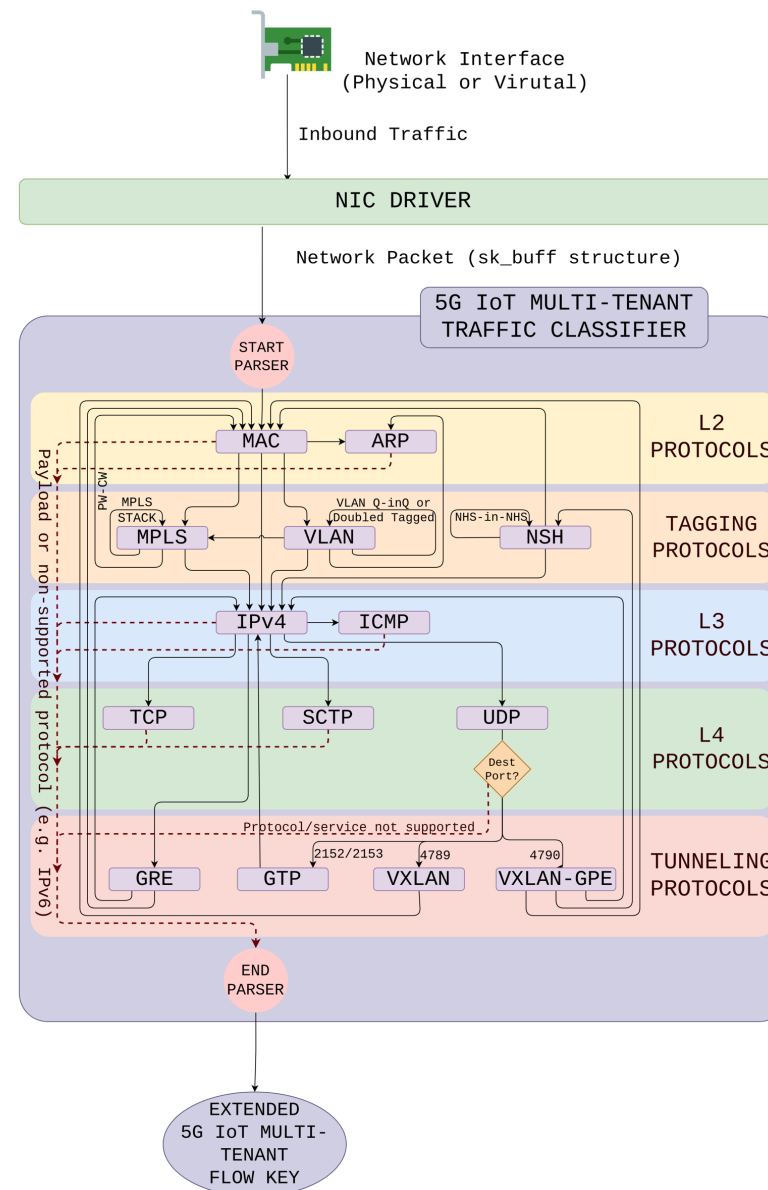 Network Interface
(Physical or Virutal)
Inbound Traffic
NIC DRIVER
Network Packet (sk_buff structure)
5G IoT MULTI-TENANT
TRAFFIC CLASSIFIER
START
PARSER
L2
PROTOCOLS
MAC
ARP
Payload or non-supported protocol (e.g. IPv6)
PW-CW
MPLS
STACK
VLAN Q-inQ or
Doubled Tagged
NHS-in-NHS
MPLS
VLAN
NSH
TAGGING
PROTOCOLS
IPv4
ICMP
L3
PROTOCOLS
TCP
SCTP
UDP
L4
PROTOCOLS
Dest
Port?
Protocol/service not supported
2152/2153
4789
4790
GRE
GTP
VXLAN
VXLAN-GPE
TUNNELING
PROTOCOLS
END
PARSER
EXTENDED
5G IoT MULTI-
TENANT
FLOW KEY